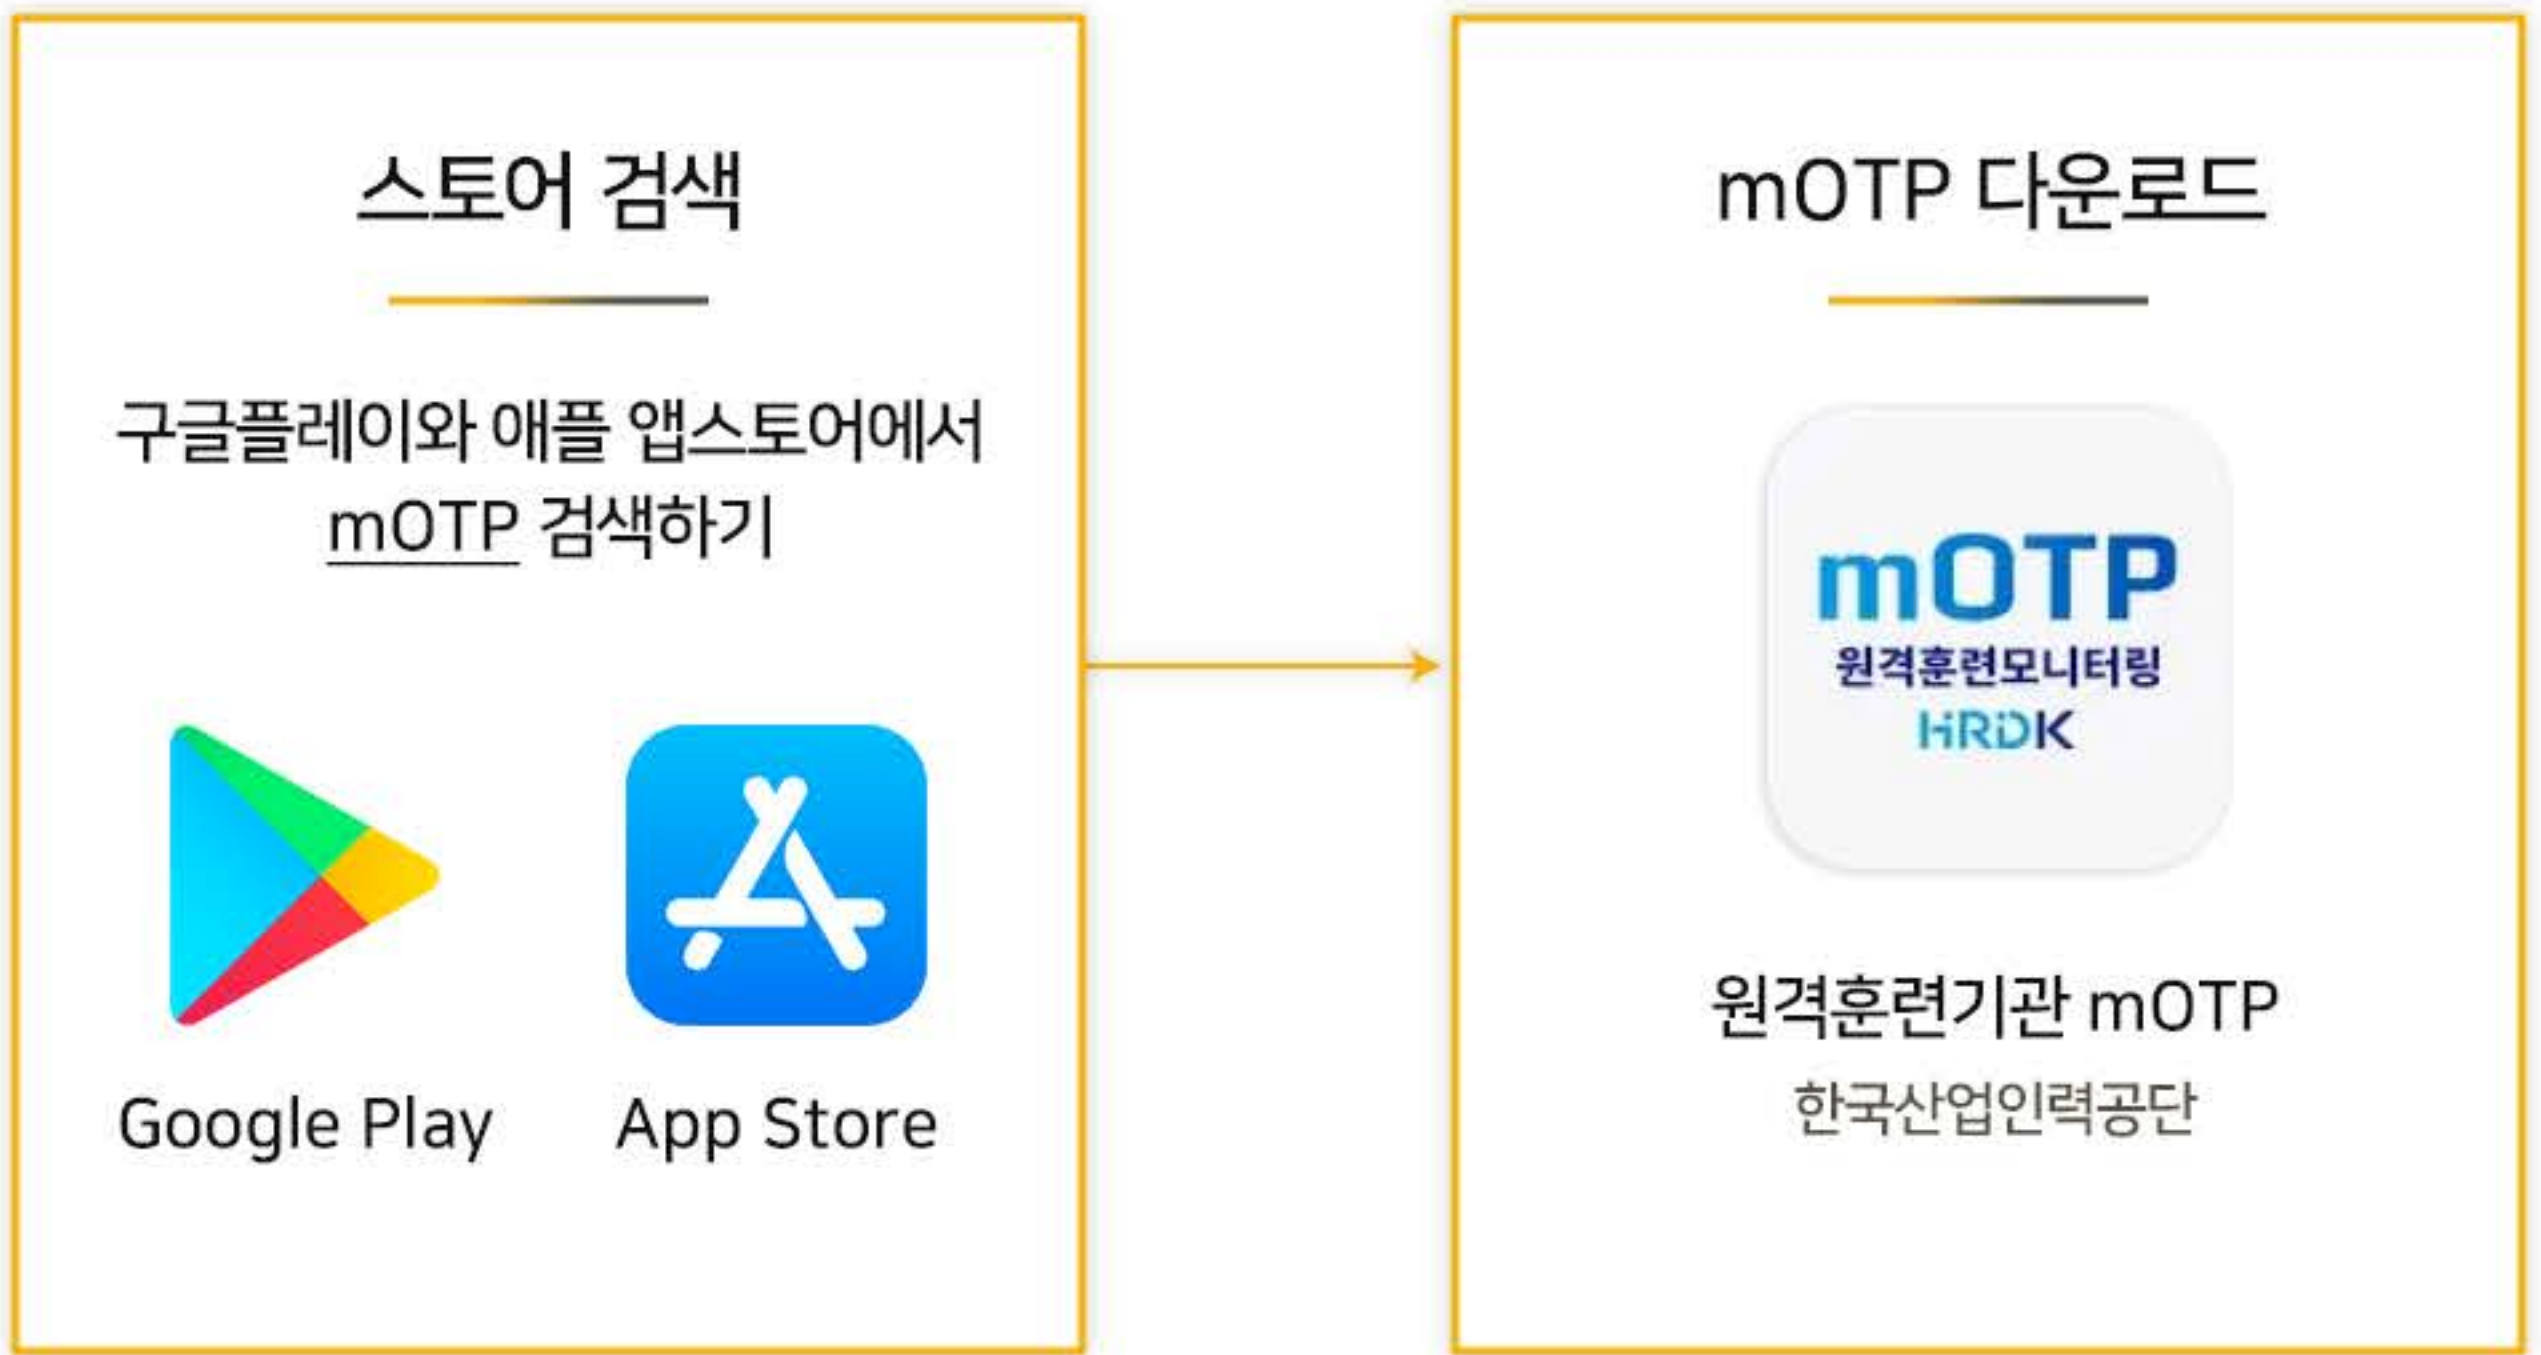 스토어 검색
구글플레이와 애플 앱스토어에서
mOTP 검색하기
Google Play
App Store
mOTP 다운로드
mOTP
원격훈련모니터링
HRDK
원격훈련기관 mOTP
한국산업인력공단